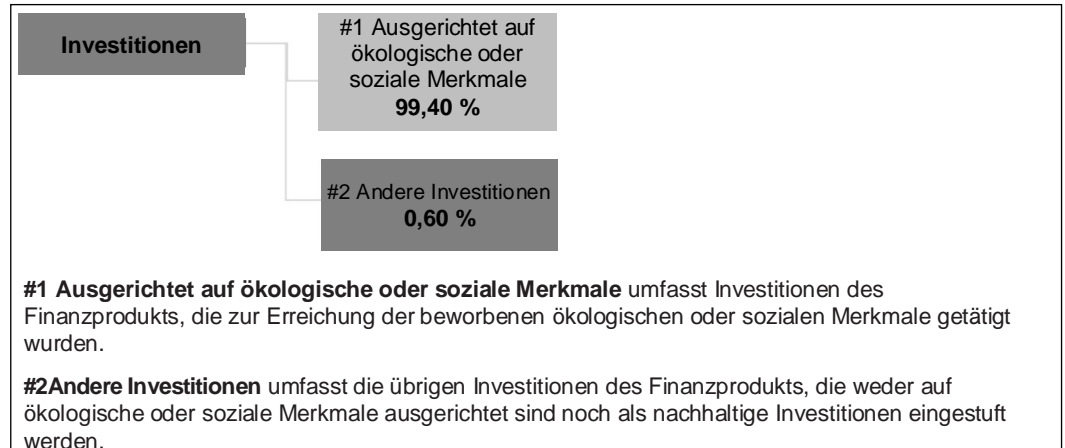 Investitionen
#1 Ausgerichtet auf
ökologische oder
soziale Merkmale
99,40 %
#2 Andere Investitionen
0,60 %
#1 Ausgerichtet auf ökologische oder soziale Merkmale umfasst Investitionen des
Finanzprodukts, die zur Erreichung der beworbenen ökologischen oder sozialen Merkmale getätigt
wurden.
#2Andere Investitionen umfasst die übrigen Investitionen des Finanzprodukts, die weder auf
ökologische oder soziale Merkmale ausgerichtet sind noch als nachhaltige Investitionen eingestuft
werden.